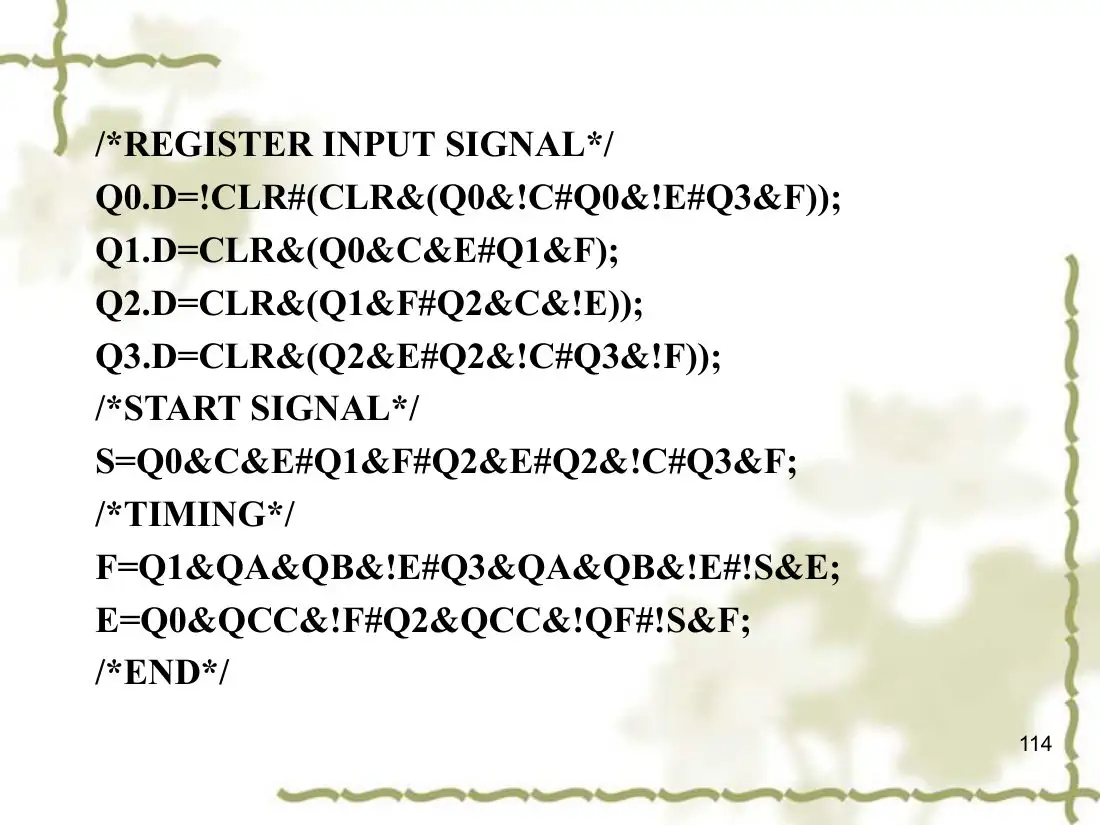 /*REGISTER INPUT SIGNAL*/
Q0.D=!CLR#(CLR&(Q0&!C#Q0&!E#Q3&F));
Q1.D=CLR&(Q0&C&E#Q1&F);
Q2.D=CLR&(Q1&F#Q2&C&!E));
Q3.D=CLR&(Q2&E#Q2&!C#Q3&!F));
/*START SIGNAL*/
S=Q0&C&E#Q1&F#Q2&E#Q2&!C#Q3&F;
/*TIMING*/
F=Q1&QA&QB&!E#Q3&QA&QB&!E#!S&E;
E=Q0&QCC&!F#Q2&QCC&!QF#!S&F;
/*END*/
114